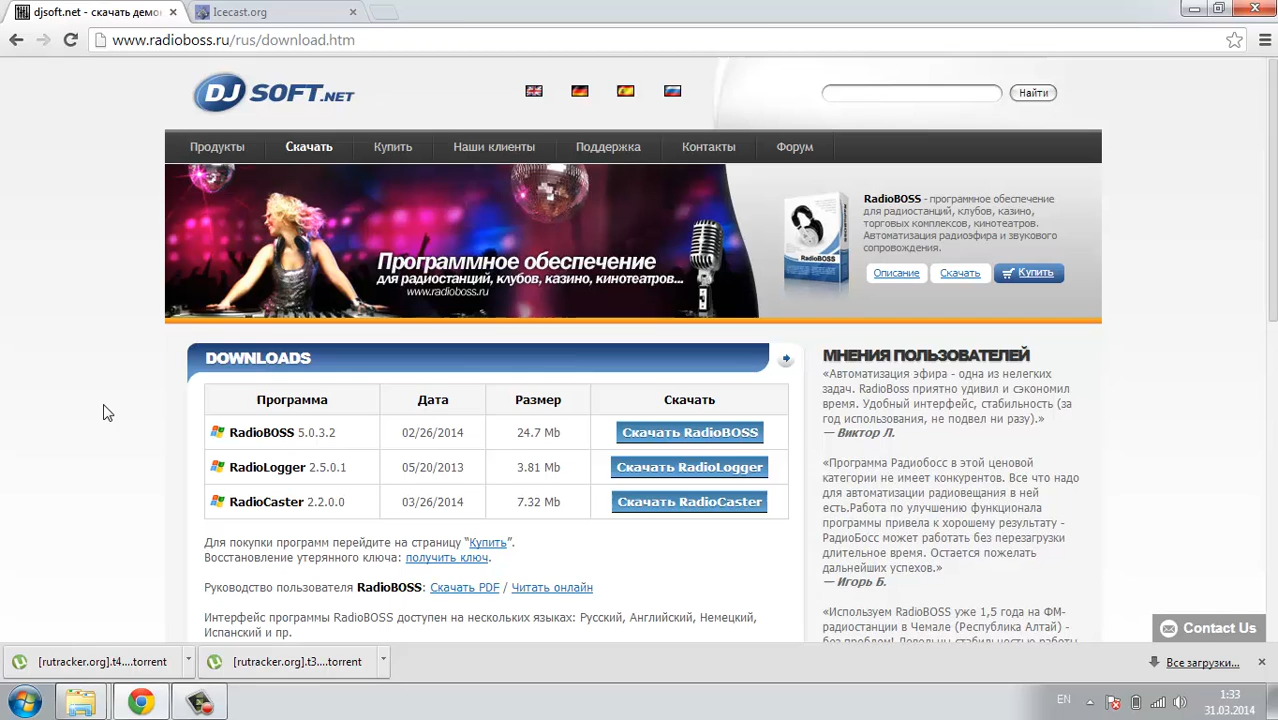 djsoft.net - скачать демо
Icecast.org
www.radioboss.ru/rus/download.htm
DJ SOFT.NET
Найти
Продукты
Скачать
Купить
Наши клиенты
Поддержка
Контакты
Форум
Программное обеспечение
для радиостанций, клубов, казино, кинотеатров...
www.radioboss.ru
RadioBOSS
RadioBOSS - программное обеспечение
для радиостанций, клубов, казино,
торговых комплексов, кинотеатров.
Автоматизация радиоэфира и звукового
сопровождения.
Описание
Скачать
Купить
DOWNLOADS
Программа Дата Размер Скачать
RadioBOSS 5.0.3.2 02/26/2014 24.7 Mb Скачать RadioBOSS
RadioLogger 2.5.0.1 05/20/2013 3.81 Mb Скачать RadioLogger
RadioCaster 2.2.0.0 03/26/2014 7.32 Mb Скачать RadioCaster
Для покупки программ перейдите на страницу “Купить”.
Восстановление утерянного ключа: получить ключ.
Руководство пользователя RadioBOSS: Скачать PDF / Читать онлайн
Интерфейс программы RadioBOSS доступен на нескольких языках: Русский, Английский, Немецкий,
Испанский и пр.
МНЕНИЯ ПОЛЬЗОВАТЕЛЕЙ
«Автоматизация эфира - одна из нелегких
задач. RadioBoss приятно удивил и сэкономил
время. Удобный интерфейс, стабильность (за
год использования, не подвел ни разу).»
— Виктор Л.
«Программа Радиобосс в этой ценовой
категории не имеет конкурентов. Все что надо
для автоматизации радиовещания в ней
есть.Работа по улучшению функционала
программы привела к хорошему результату -
РадиоБосс может работать без перезагрузки
длительное время. Остается пожелать
дальнейших успехов.»
— Игорь Б.
«Используем RadioBOSS уже 1,5 года на ФМ-
радиостанции в Чемале (Республика Алтай) -
без проблем! Довольны стабильностью работы
Contact Us
[rutracker.org].t4....torrent
[rutracker.org].t3....torrent
Все загрузки...
EN
1:33
31.03.2014